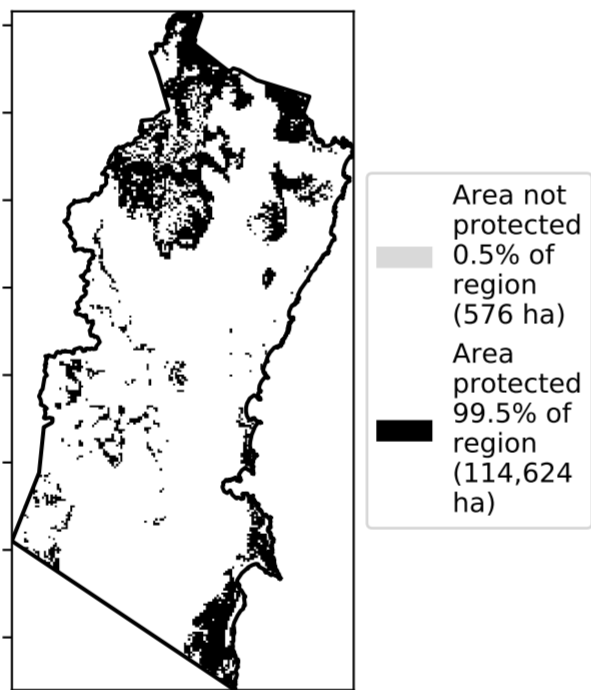 Area not
protected
0.5% of
region
(576 ha)
Area
protected
99.5% of
region
(114,624
ha)